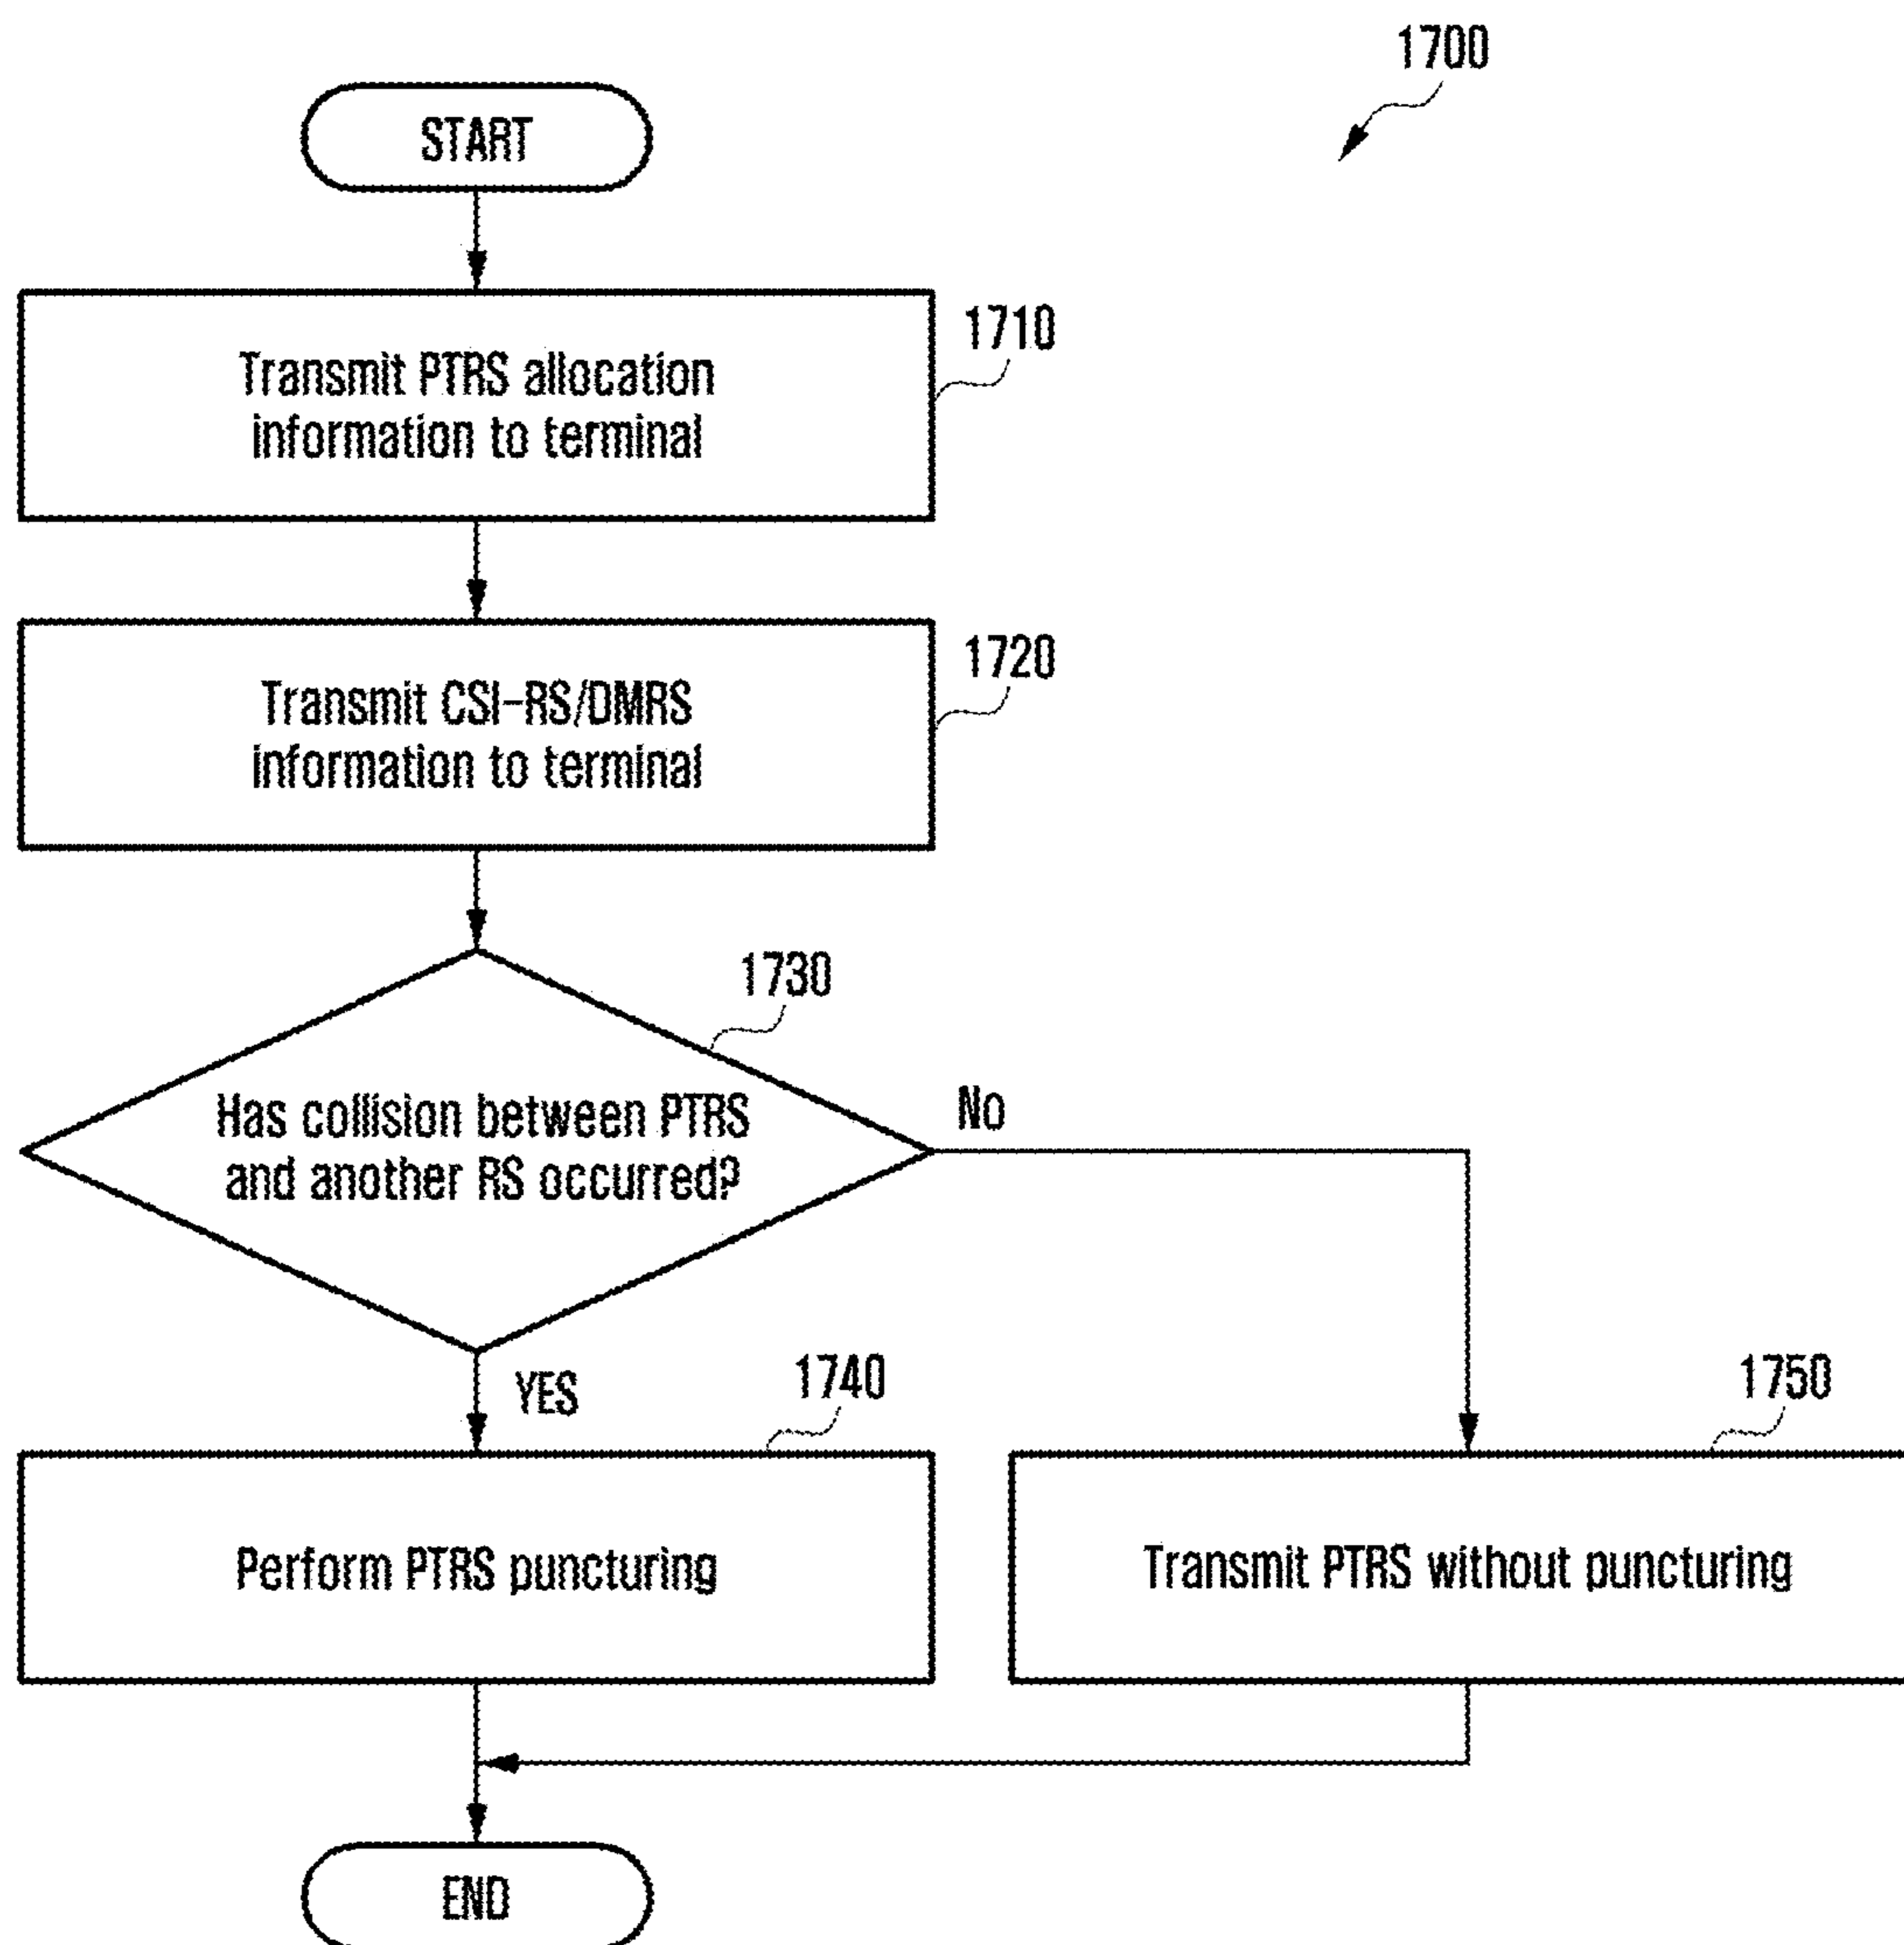 1700
START
1710
Transmit PTRS allocation
information to terminal
1720
Transmit CSI-RS/DMRS
information to terminal
1730
Has collision between PTRS
and another RS occurred?
No
YES
1740
1750
Perform PTRS puncturing
Transmit PTRS without puncturing
END